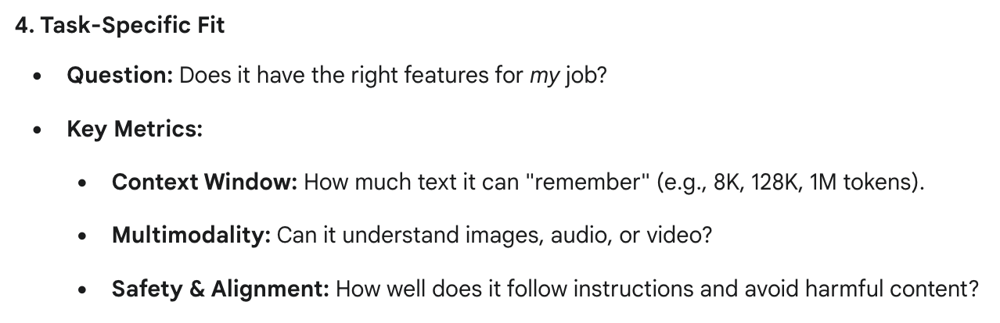 4. Task-Specific Fit
• Question: Does it have the right features for my job?
• Key Metrics:
• Context Window: How much text it can "remember" (e.g., 8K, 128K, 1M tokens).
• Multimodality: Can it understand images, audio, or video?
• Safety & Alignment: How well does it follow instructions and avoid harmful content?